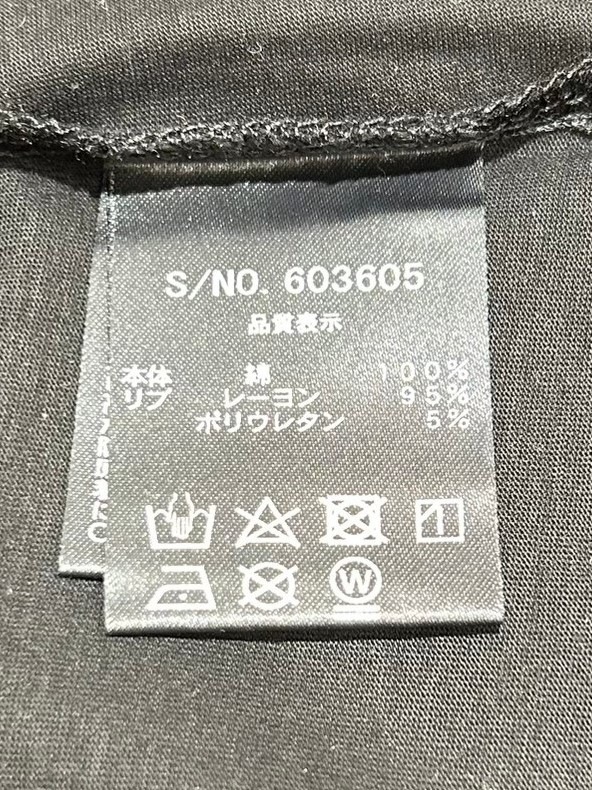 S/NO. 603605
品質表示
本体 綿 100%
リブ レーヨン 95%
ポリウレタン 5%
W